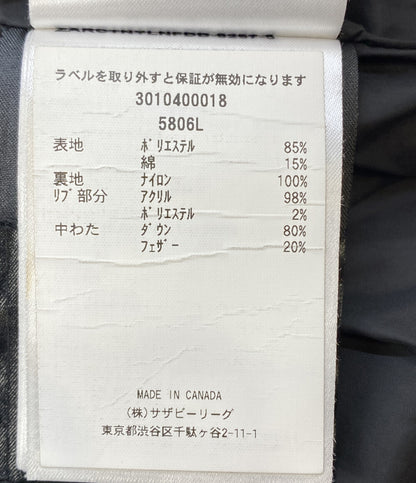 ラベルを取り外すと保証が無効になります
3010400018
5806L
表地 ﾎﾟﾘｴｽﾃﾙ 85%
綿 15%
裏地 ﾅｲﾛﾝ 100%
ﾘﾌﾞ部分 ｱｸﾘﾙ 98%
ﾎﾟﾘｴｽﾃﾙ 2%
中わた ﾀﾞｳﾝ 80%
ﾌｪｻﾞｰ 20%
MADE IN CANADA
(株)サザビーリーグ
東京都渋谷区千駄ヶ谷2-11-1